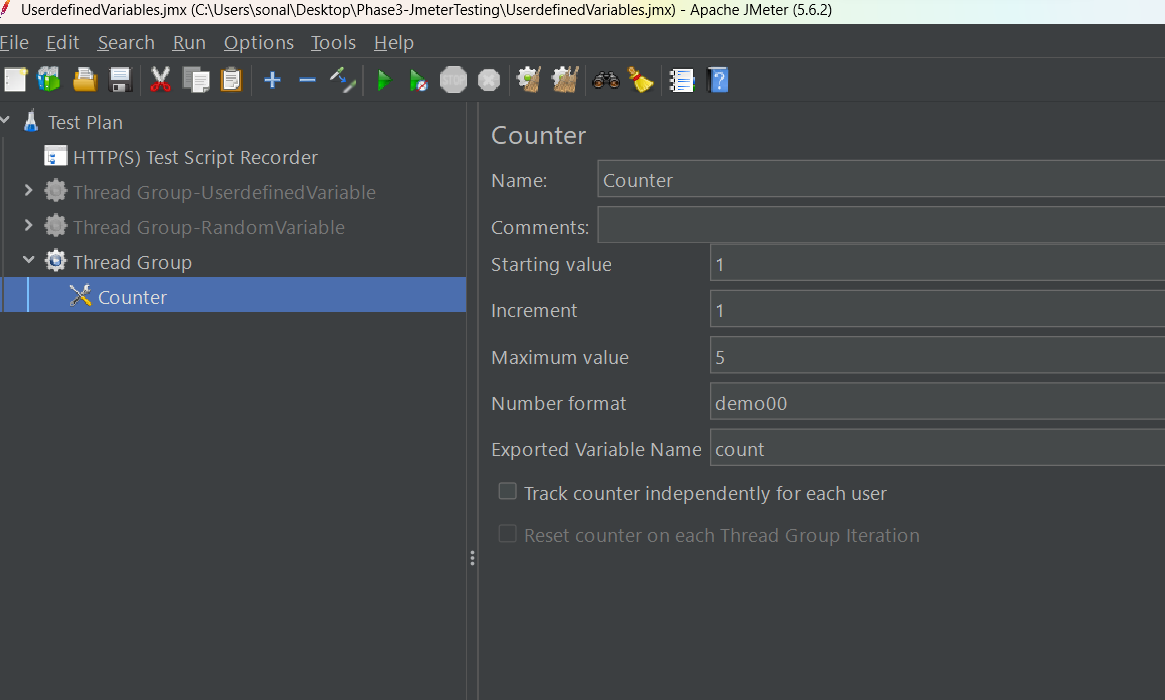 UserdefinedVariables.jmx (C:\Users\sonal\Desktop\Phase3-JmeterTesting\UserdefinedVariables.jmx) - Apache JMeter (5.6.2)
File Edit Search Run Options Tools Help
STOP
?
Test Plan
HTTP(S) Test Script Recorder
Thread Group-UserdefinedVariable
Thread Group-RandomVariable
Thread Group
Counter
Counter
Name: Counter
Comments:
Starting value 1
Increment 1
Maximum value 5
Number format demo00
Exported Variable Name count
Track counter independently for each user
Reset counter on each Thread Group Iteration